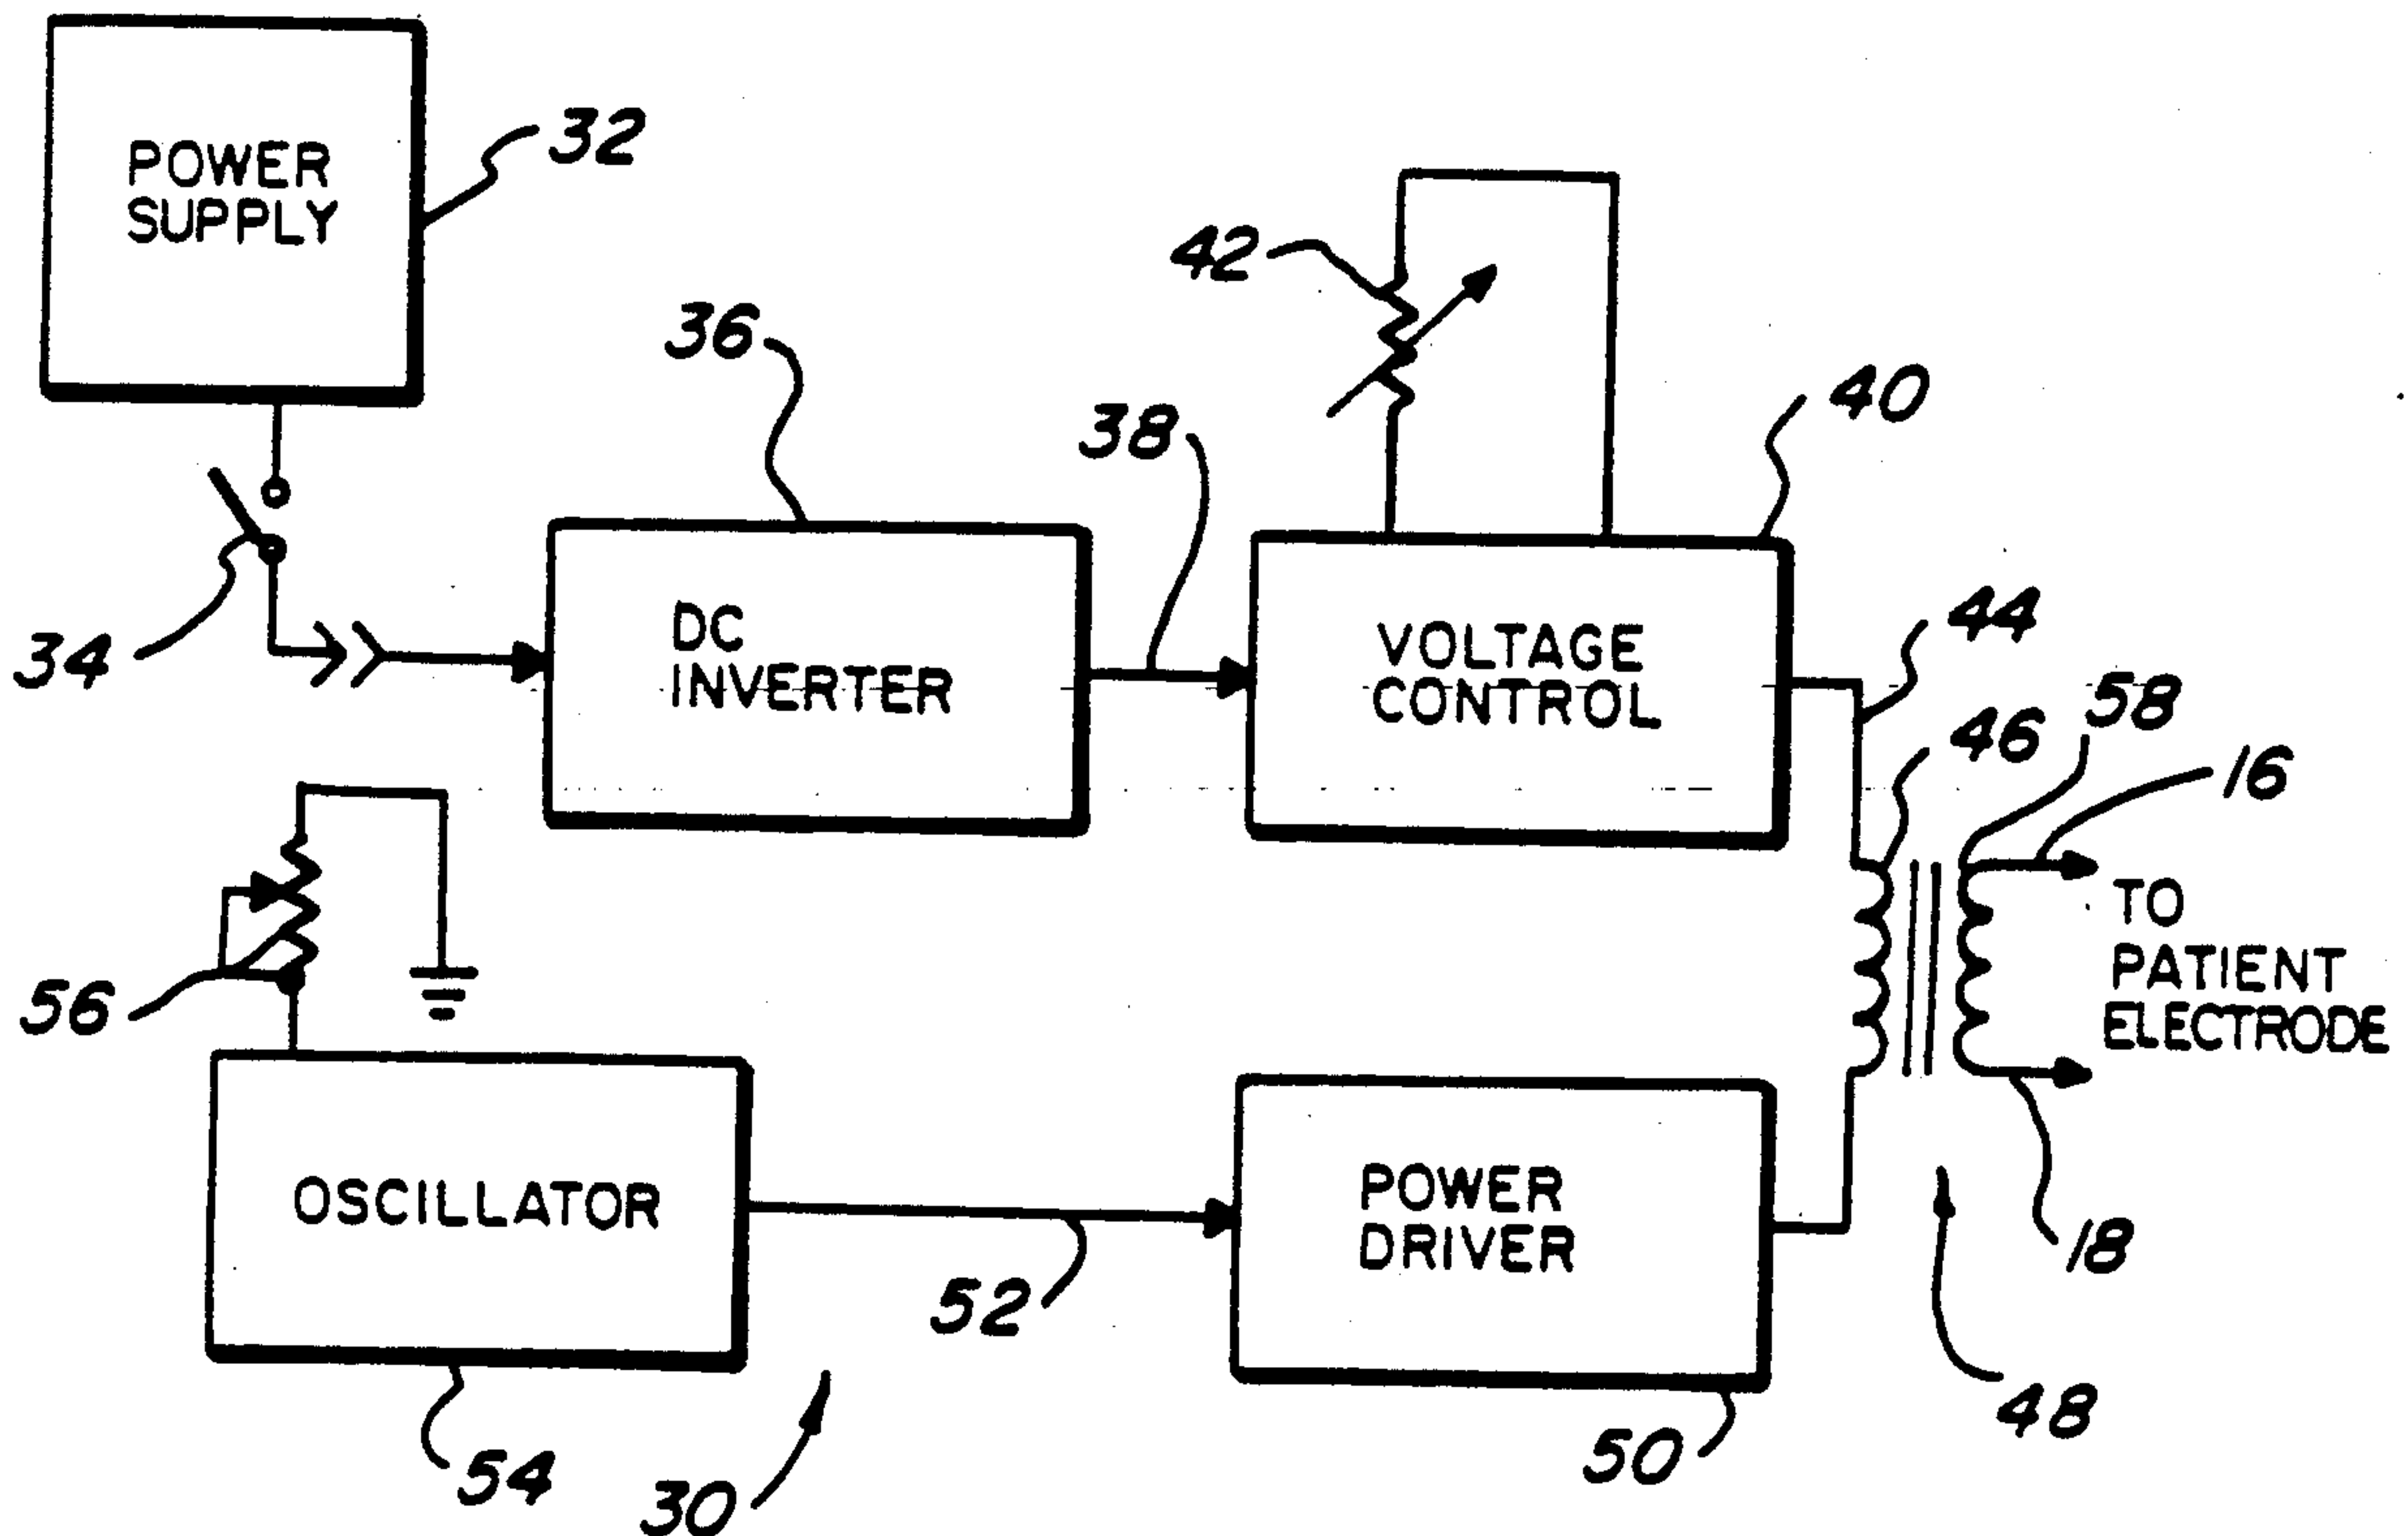 POWER
SUPPLY
32
42
36
40
38
34
DC
INVERTER
VOLTAGE
CONTROL
44
58
46
16
TO
PATIENT
ELECTRODE
56
OSCILLATOR
POWER
DRIVER
52
18
48
54
30
50